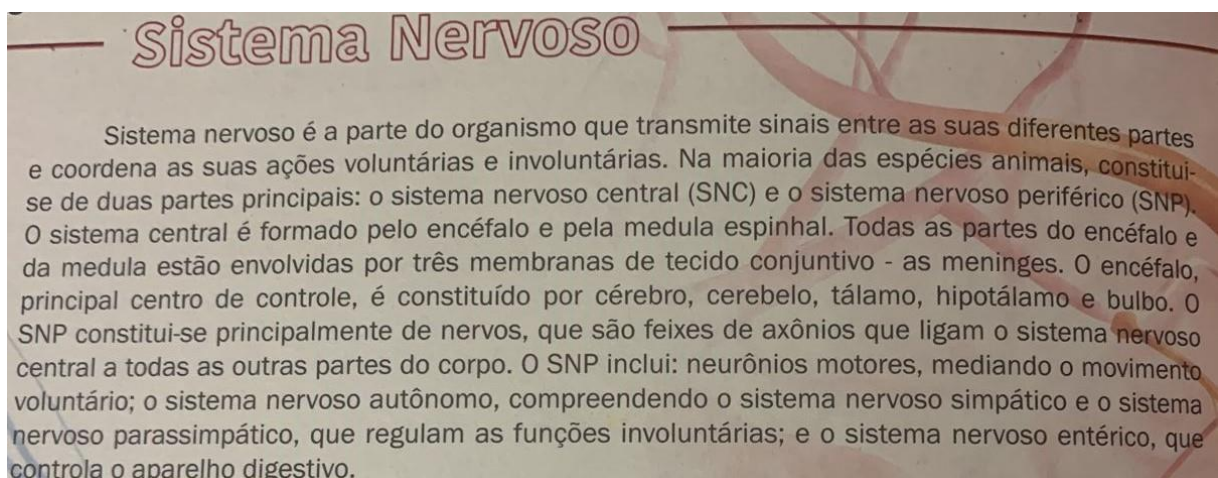 Sistema Nervoso
Sistema nervoso é a parte do organismo que transmite sinais entre as suas diferentes partes
e coordena as suas ações voluntárias e involuntárias. Na maioria das espécies animais, constitui-
se de duas partes principais: o sistema nervoso central (SNC) e o sistema nervoso periférico (SNP).
O sistema central é formado pelo encéfalo e pela medula espinhal. Todas as partes do encéfalo e
da medula estão envolvidas por três membranas de tecido conjuntivo - as meninges. O encéfalo,
principal centro de controle, é constituído por cérebro, cerebelo, tálamo, hipotálamo e bulbo. O
SNP constitui-se principalmente de nervos, que são feixes de axônios que ligam o sistema nervoso
central a todas as outras partes do corpo. O SNP inclui: neurônios motores, mediando o movimento
voluntário; o sistema nervoso autônomo, compreendendo o sistema nervoso simpático e o sistema
nervoso parassimpático, que regulam as funções involuntárias; e o sistema nervoso entérico, que
controla o aparelho digestivo.